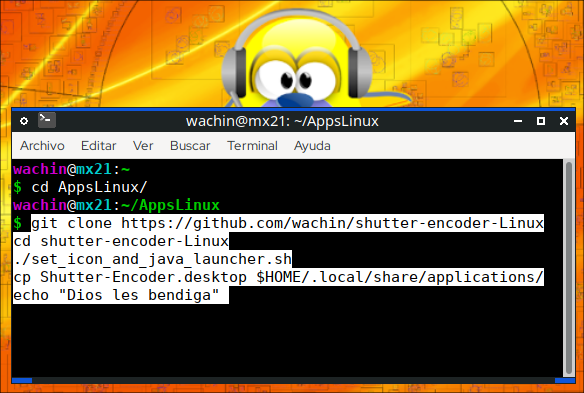 wachin@mx21: ~/AppsLinux
Archivo Editar Ver Buscar Terminal Ayuda
wachin@mx21:~
$ cd AppsLinux/
wachin@mx21:~/AppsLinux
$ git clone https://github.com/wachin/shutter-encoder-Linux
cd shutter-encoder-Linux
./set_icon_and_java_launcher.sh
cp Shutter-Encoder.desktop $HOME/.local/share/applications/
echo "Dios les bendiga"